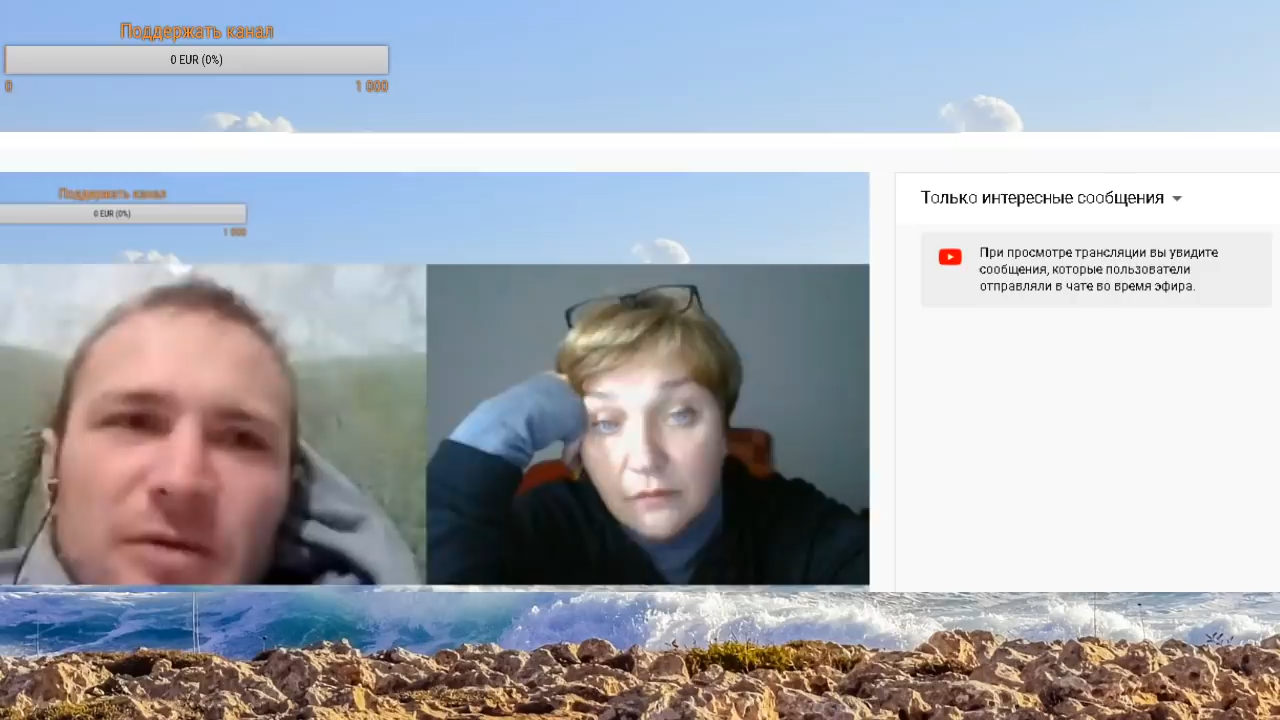 Поддержать канал
0 EUR (0%)
0
1 000
Поддержать канал
0 EUR (0%)
1 000
Только интересные сообщения
При просмотре трансляции вы увидите
сообщения, которые пользователи
отправляли в чате во время эфира.